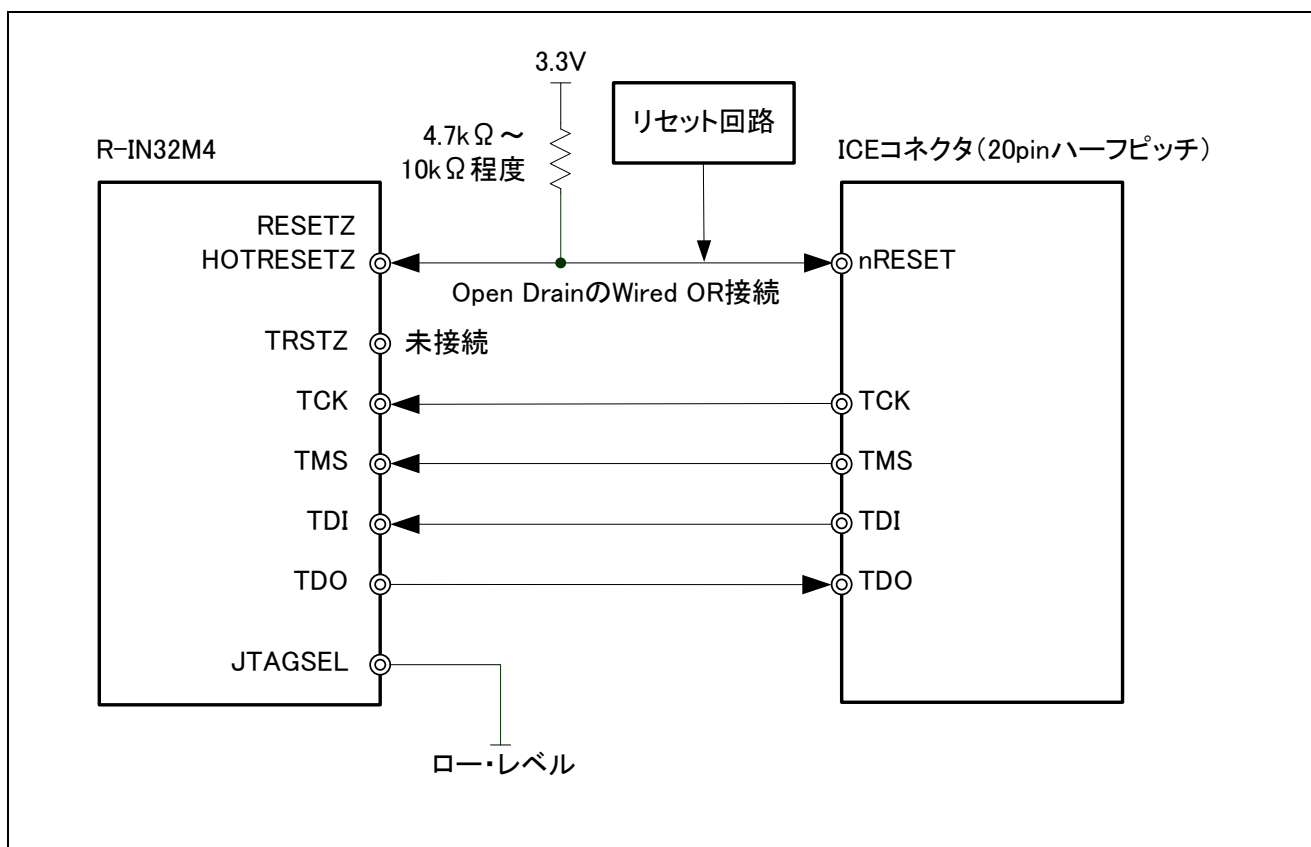 3.3V
リセット回路
4.7kΩ～
10kΩ程度
R-IN32M4
ICEコネクタ（20pinハーフピッチ）
RESETZ
HOTRESETZ
nRESET
Open DrainのWired OR接続
TRSTZ
未接続
TCK
TCK
TMS
TMS
TDI
TDI
TDO
TDO
JTAGSEL
ロー・レベル